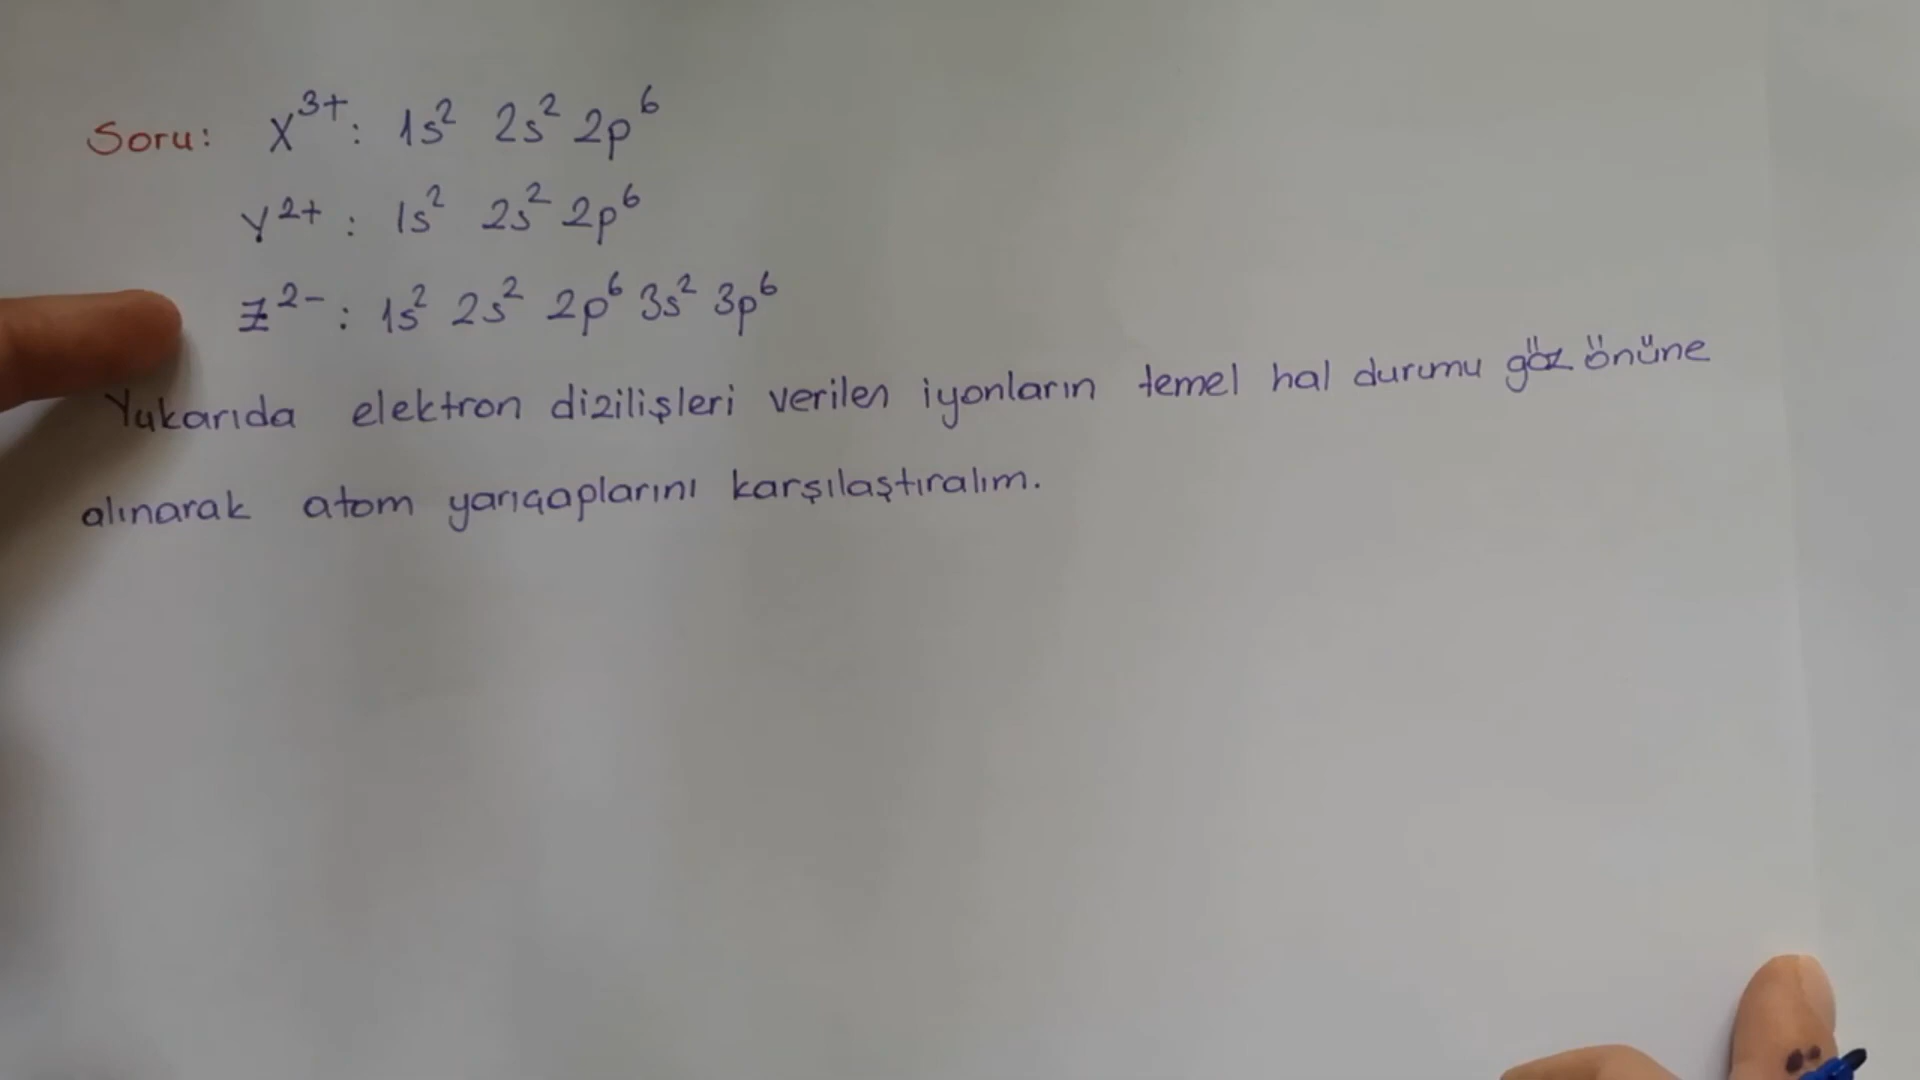 Soru: X³⁺: 1s² 2s² 2p⁶
Y²⁺: 1s² 2s² 2p⁶
Z²⁻: 1s² 2s² 2p⁶ 3s² 3p⁶
Yukarıda elektron dizilişleri verilen iyonların temel hal durumu göz önüne
alınarak atom yarıçaplarını karşılaştıralım.